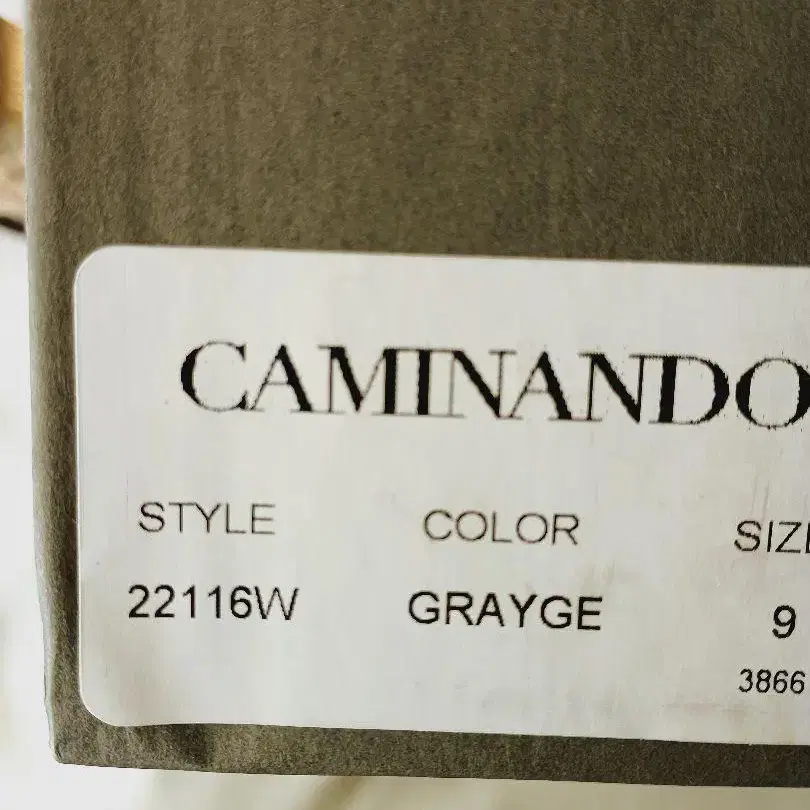 CAMINANDO
STYLE COLOR
22116W GRAYGE 9
3866